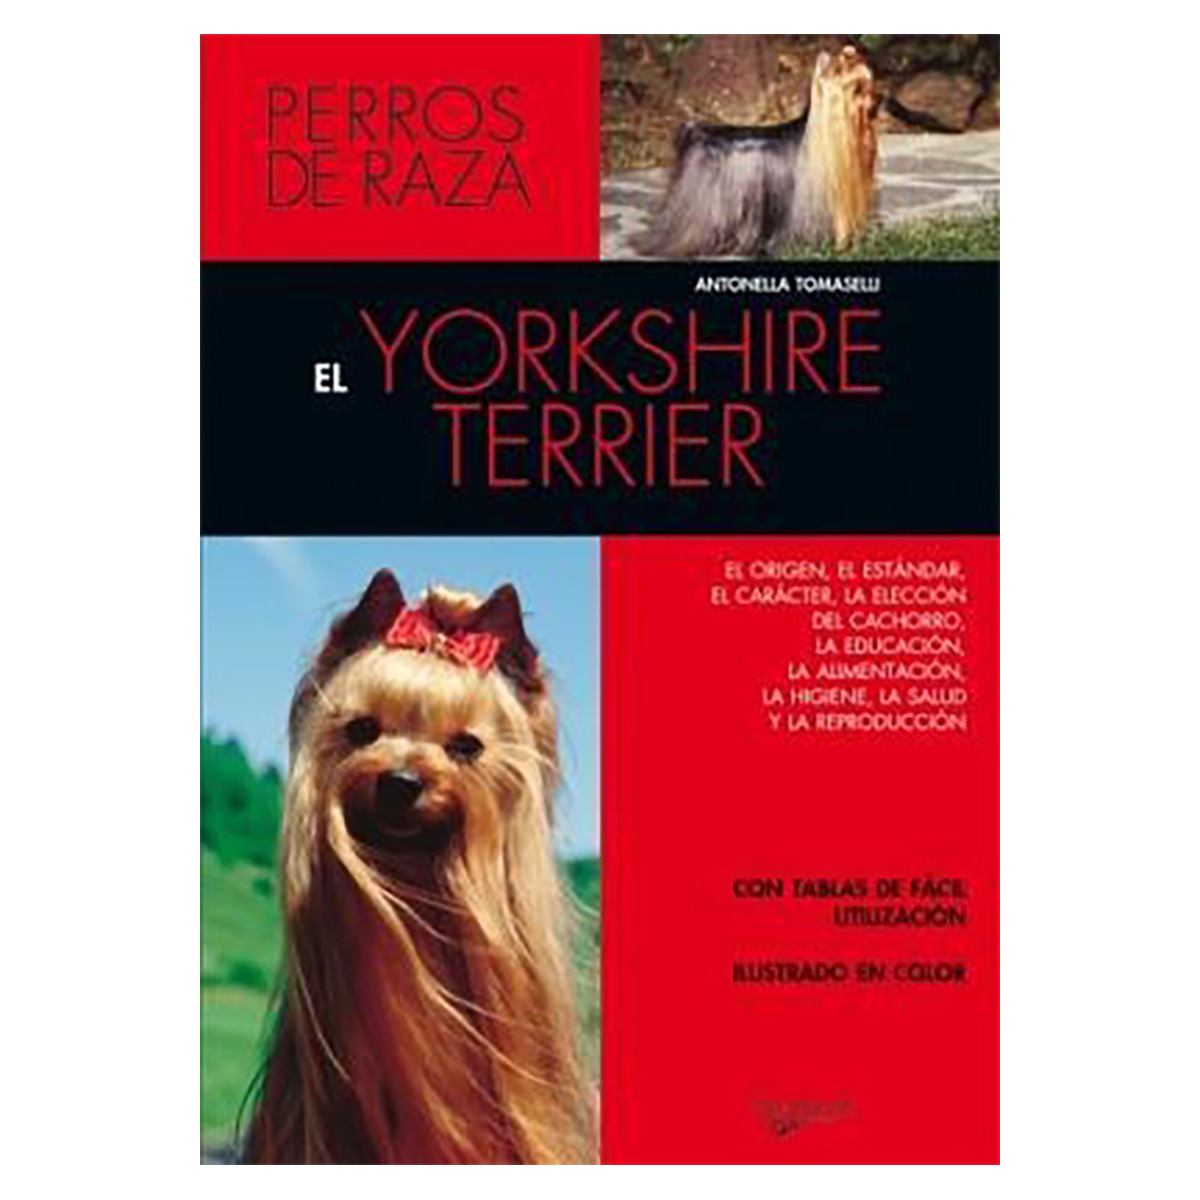 PERROS
DE RAZA
ANTONELLA TOMASELLI
EL YORKSHIRE
TERRIER
EL ORIGEN, EL ESTÁNDAR,
EL CARÁCTER, LA ELECCIÓN
DEL CACHORRO,
LA EDUCACIÓN,
LA ALIMENTACIÓN,
LA HIGIENE, LA SALUD
Y LA REPRODUCCIÓN
CON TABLAS DE FÁCIL
UTILIZACIÓN
ILUSTRADO EN COLOR